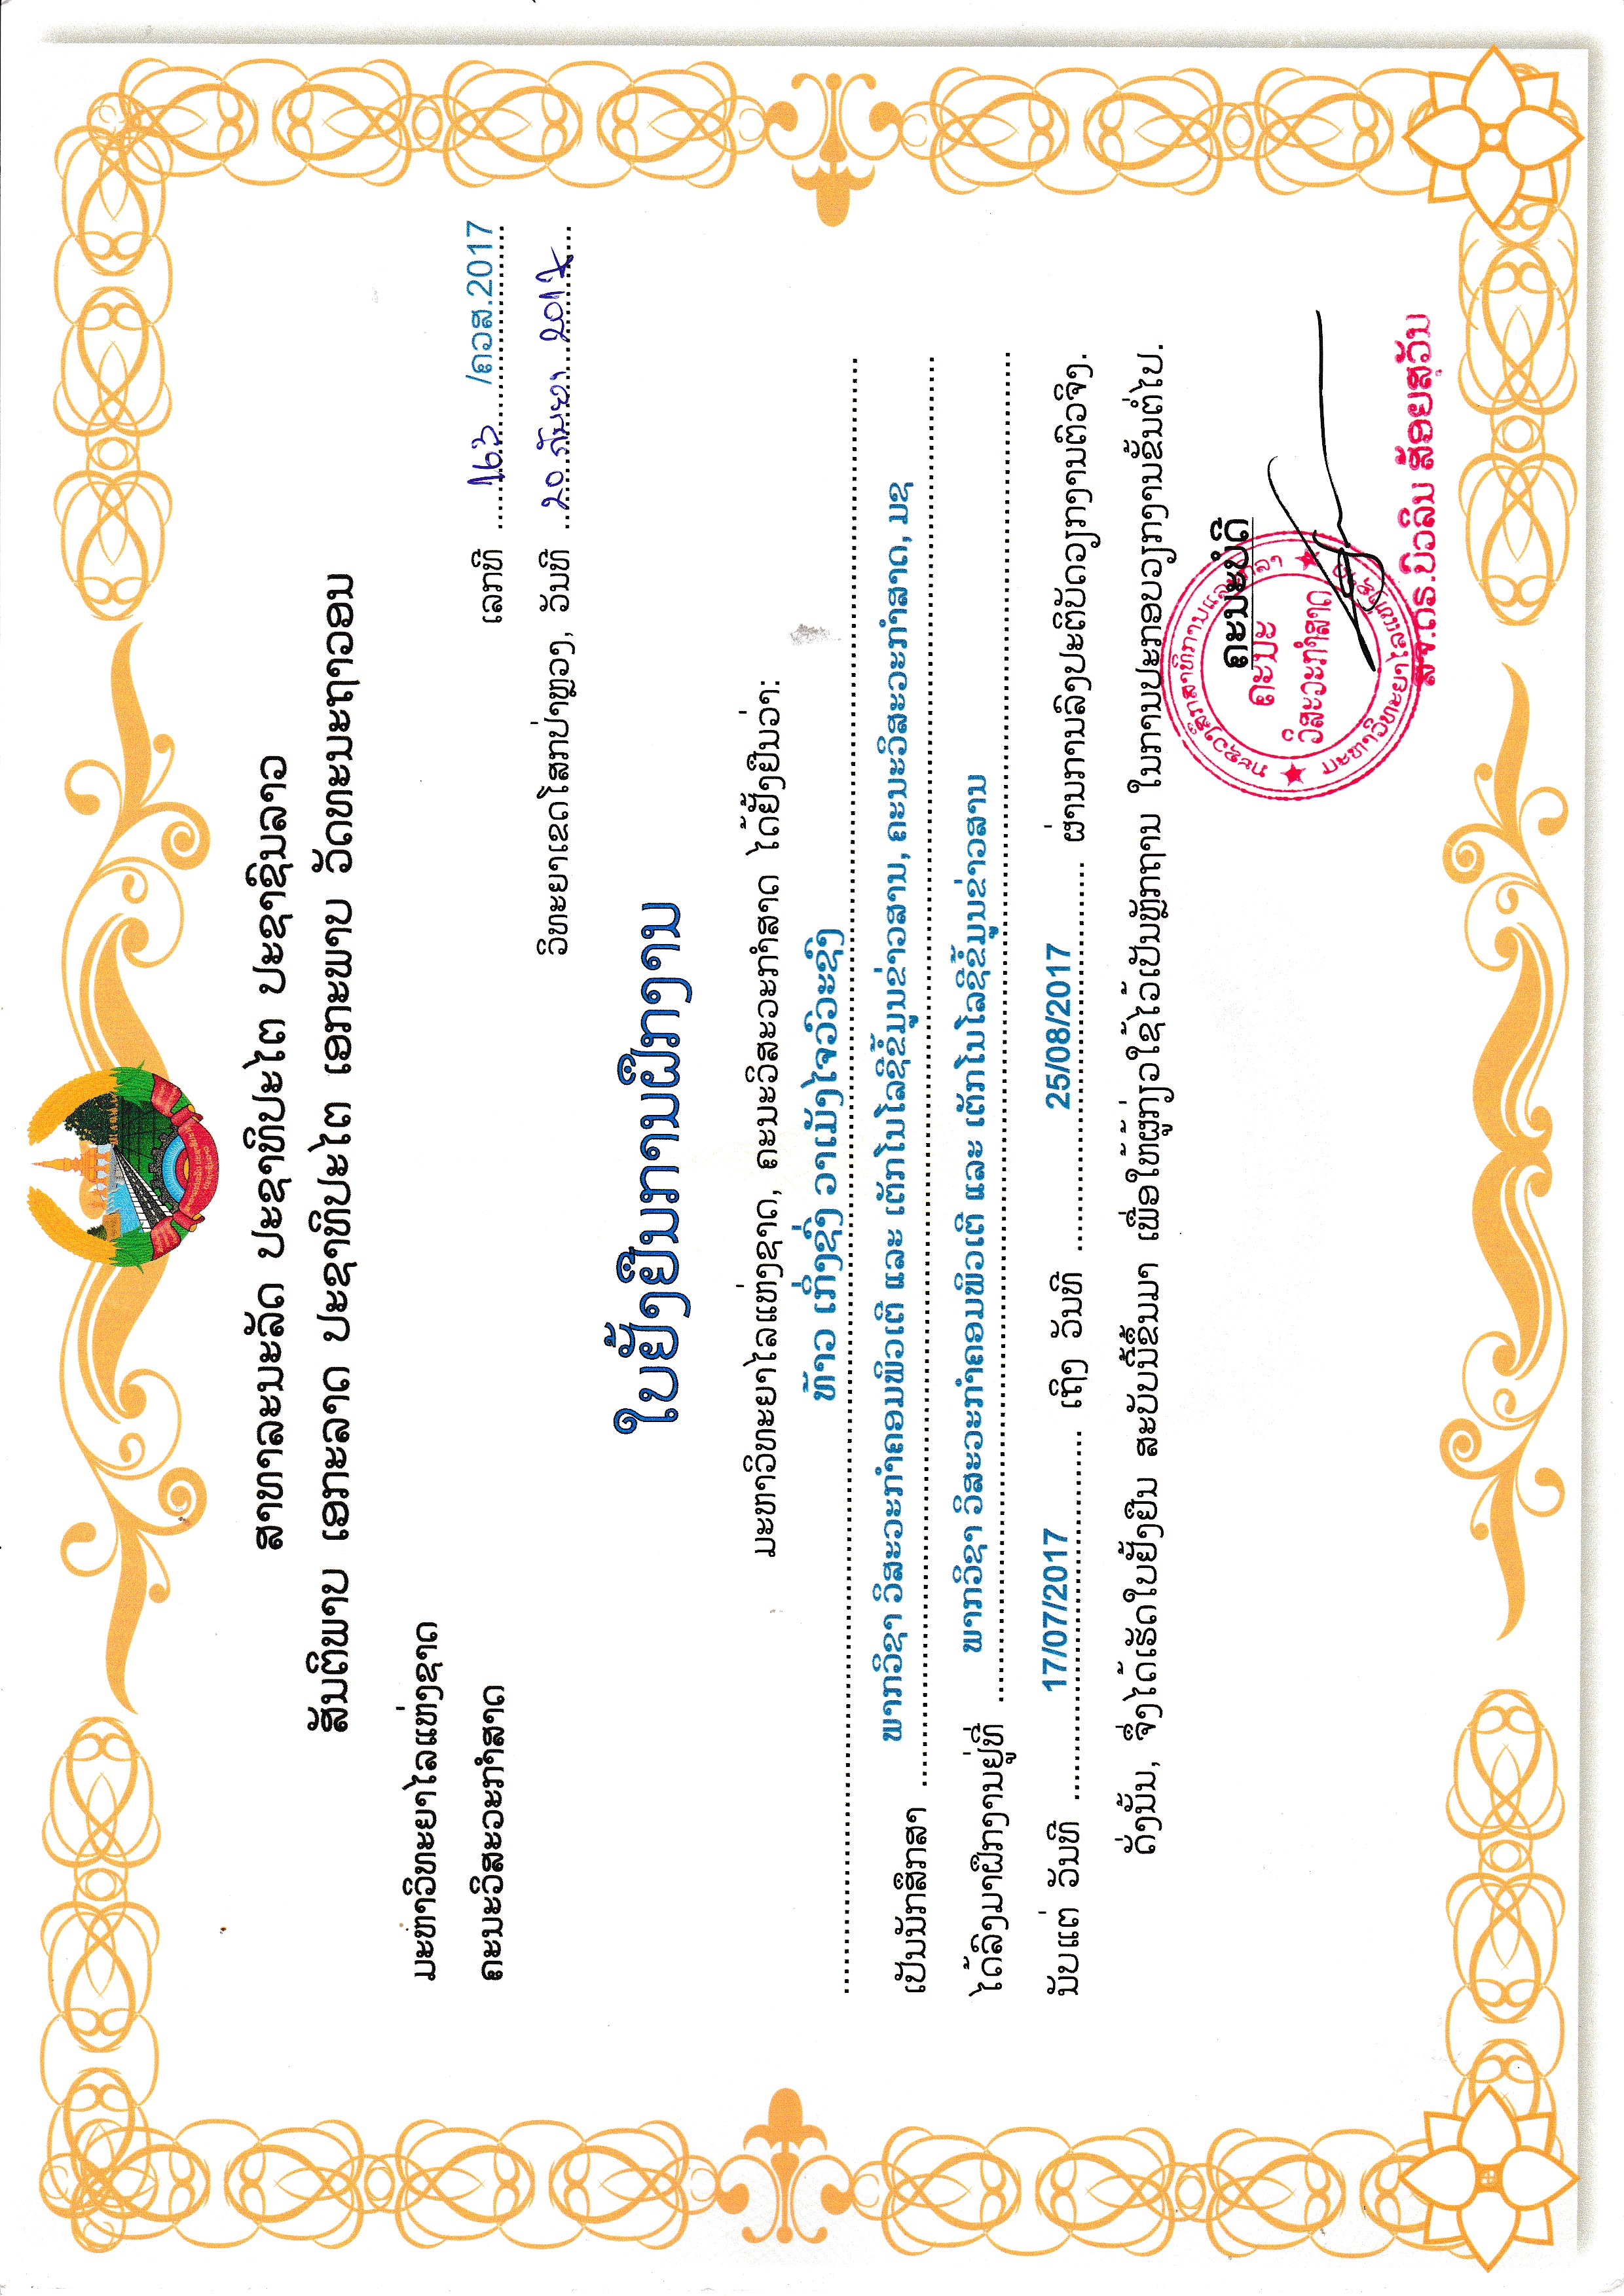 ສາທາລະນະລັດ ປະຊາທິປະໄຕ ປະຊາຊົນລາວ
ສັນຕິພາບ ເອກະລາດ ປະຊາທິປະໄຕ ເອກະພາບ ວັດທະນະຖາວອນ
ມະຫາວິທະຍາໄລແຫ່ງຊາດ
ຄະນະວິສະວະກຳສາດ
ເລກທີ 163 /ຄວສ.2017
ວິທະຍາເຂດໂສກປ່າຫຼວງ, ວັນທີ 20 ກັນຍາ 2017
ໃບຢັ້ງຢືນການຝຶກງານ
ມະຫາວິທະຍາໄລແຫ່ງຊາດ, ຄະນະວິສະວະກຳສາດ ໄດ້ຢັ້ງຢືນວ່າ:
ທ້າວ ເກິ່ງຊົ່ງ ວາເມັ່ງໄຈວົວະຊົງ
ເປັນນັກສຶກສາ ພາກວິຊາ ວິສະວະກຳຄອມພິວເຕີ ແລະ ເຕັກໂນໂລຊີຂໍ້ມູນຂ່າວສານ, ຄະນະວິສະວະກຳສາດ, ມຊ
ໄດ້ລົງມາຝຶກງານຢູ່ທີ່ ພາກວິຊາ ວິສະວະກຳຄອມພິວເຕີ ແລະ ເຕັກໂນໂລຊີຂໍ້ມູນຂ່າວສານ
ນັບແຕ່ ວັນທີ 17/07/2017 ເຖິງ ວັນທີ 25/08/2017 ຜ່ານການລົງປະຕິບັດວຽກງານຕົວຈິງ.
ດັ່ງນັ້ນ, ຈຶ່ງໄດ້ເຮັດໃບຢັ້ງຢືນ ສະບັບນີ້ຂຶ້ນມາ ເພື່ອໃຫ້ຜູ້ກ່ຽວໃຊ້ໄວ້ເປັນຫຼັກຖານ ໃນການປະກອບວຽກງານຂັ້ນຕໍ່ໄປ.
ຄະນະບໍດີ
ກະຊວງສຶກສາທິການແລະກິລາ
ຄະນະ
ວິສະວະກຳສາດ
ມະຫາວິທະຍາໄລແຫ່ງຊາດ
ສຈ.ດຣ.ບົວລິນ ສ້ອຍສຸວັນ